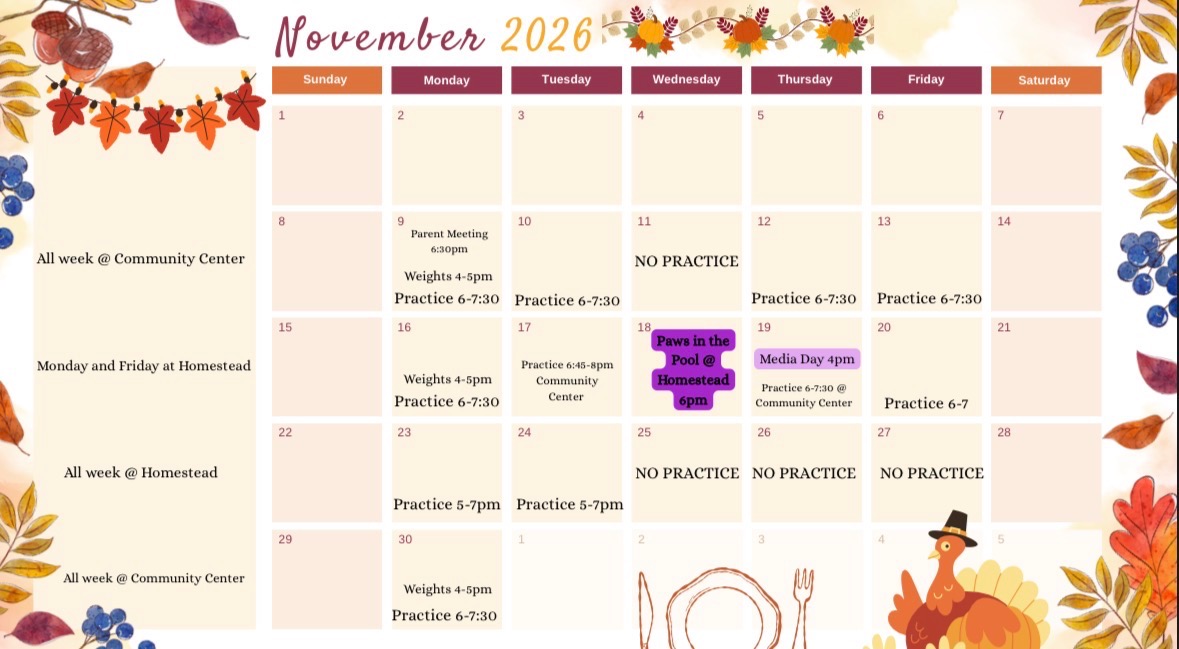 November 2026
Sunday Monday Tuesday Wednesday Thursday Friday Saturday
1 2 3 4 5 6 7
All week @ Community Center
8
9
Parent Meeting
6:30pm
Weights 4-5pm
Practice 6-7:30
10
Practice 6-7:30
11
NO PRACTICE
12
Practice 6-7:30
13
Practice 6-7:30
14
Monday and Friday at Homestead
15
16
Weights 4-5pm
Practice 6-7:30
17
Practice 6:45-8pm
Community
Center
18
Paws in the
Pool @
Homestead
6pm
19
Media Day 4pm
Practice 6-7:30 @
Community Center
20
Practice 6-7
21
All week @ Homestead
22
23
Practice 5-7pm
24
Practice 5-7pm
25
NO PRACTICE
26
NO PRACTICE
27
NO PRACTICE
28
All week @ Community Center
29
30
Weights 4-5pm
Practice 6-7:30
1
2
3
4
5